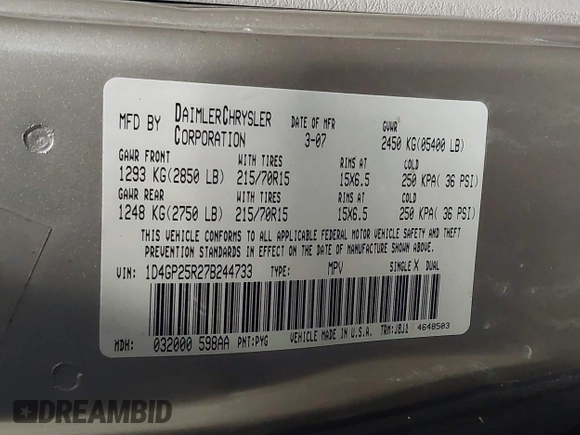 MFD BY DAIMLERCHRYSLER CORPORATION DATE OF MFR 3-07 GVWR 2450 KG(05400 LB)
GAWR FRONT WITH TIRES RIMS AT COLD
1293 KG(2850 LB) 215/70R15 15X6.5 250 KPA( 36 PSI)
GAWR REAR WITH TIRES RIMS AT COLD
1248 KG(2750 LB) 215/70R15 15X6.5 250 KPA( 36 PSI)
THIS VEHICLE CONFORMS TO ALL APPLICABLE FEDERAL MOTOR VEHICLE SAFETY AND THEFT
PREVENTION STANDARDS IN EFFECT ON THE DATE OF MANUFACTURE SHOWN ABOVE.
VIN: 1D4GP25R27B244733 TYPE: MPV SINGLE X DUAL
MDH: 032000 598AA PNT:PYG VEHICLE MADE IN U.S.A. TRM:J8J1 4648503
DREAMBID